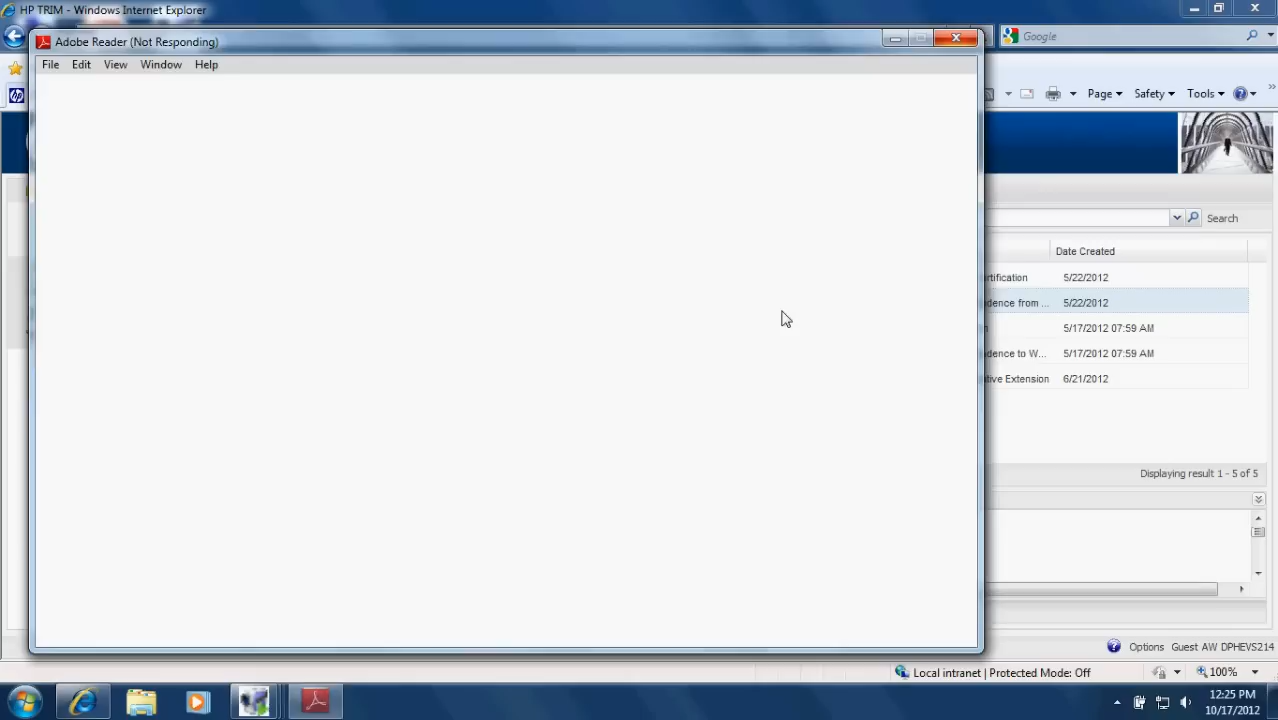 HP TRIM - Windows Internet Explorer
Adobe Reader (Not Responding)
Google
File Edit View Window Help
hp
Page Safety Tools
Search
Date Created
rtification 5/22/2012
dence from ... 5/22/2012
n 5/17/2012 07:59 AM
dence to W... 5/17/2012 07:59 AM
tive Extension 6/21/2012
Displaying result 1 - 5 of 5
Options Guest AW DPHEVS214
Local intranet | Protected Mode: Off
100%
12:25 PM
10/17/2012